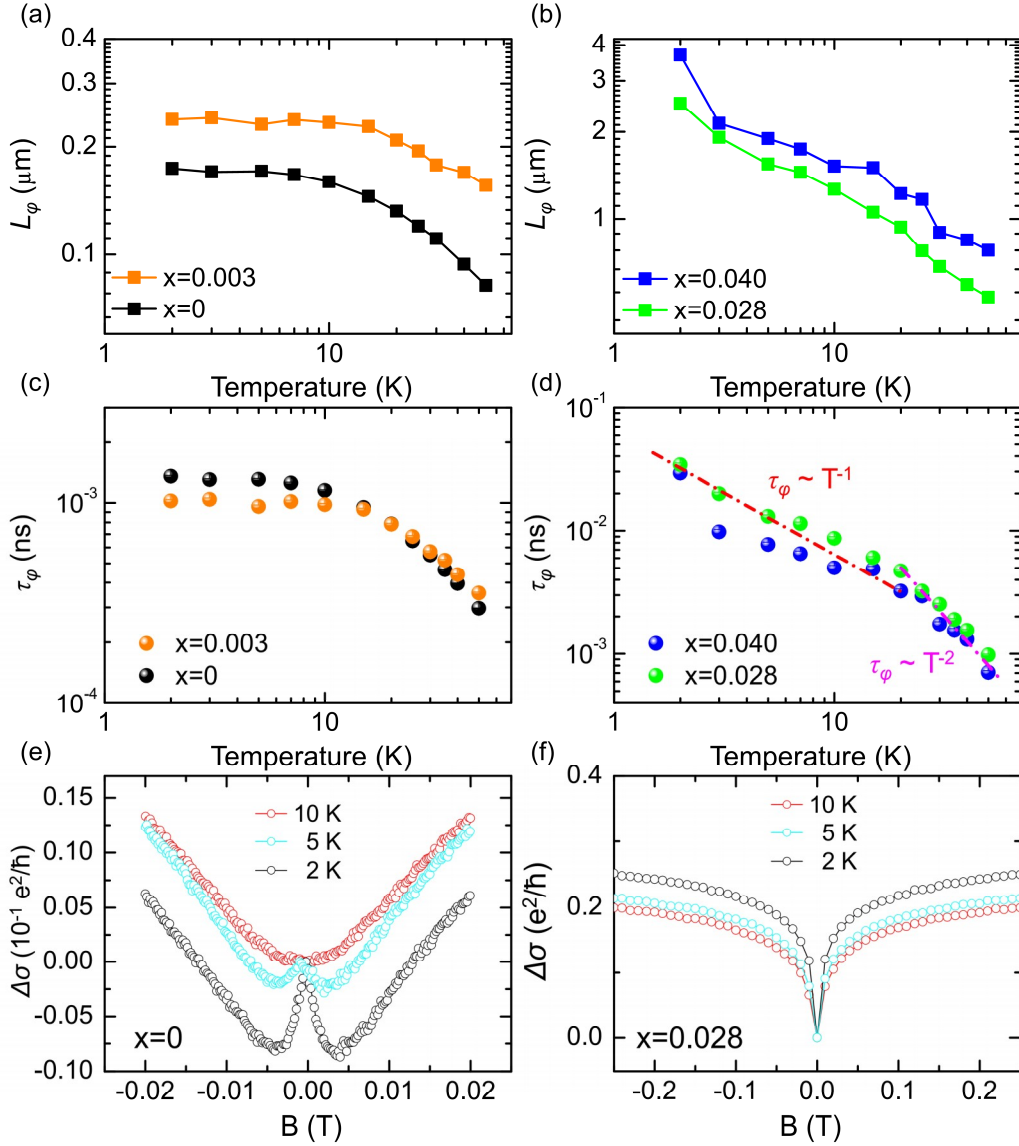 (a)
0.4
0.2
0.1
Lφ (μm)
x=0.003
x=0
1
10
Temperature (K)
(b)
4
3
2
1
Lφ (μm)
x=0.040
x=0.028
1
10
Temperature (K)
(c)
10⁻³
10⁻⁴
τφ (ns)
x=0.003
x=0
1
10
Temperature (K)
(d)
10⁻¹
10⁻²
10⁻³
τφ (ns)
τφ ~ T⁻¹
τφ ~ T⁻²
x=0.040
x=0.028
1
10
Temperature (K)
(e)
0.15
0.10
0.05
0.00
-0.05
-0.10
Δσ (10⁻¹ e²/ℏ)
10 K
5 K
2 K
x=0
-0.02
-0.01
0.00
0.01
0.02
B (T)
(f)
0.4
0.2
0.0
Δσ (e²/ℏ)
10 K
5 K
2 K
x=0.028
-0.2
-0.1
0.0
0.1
0.2
B (T)